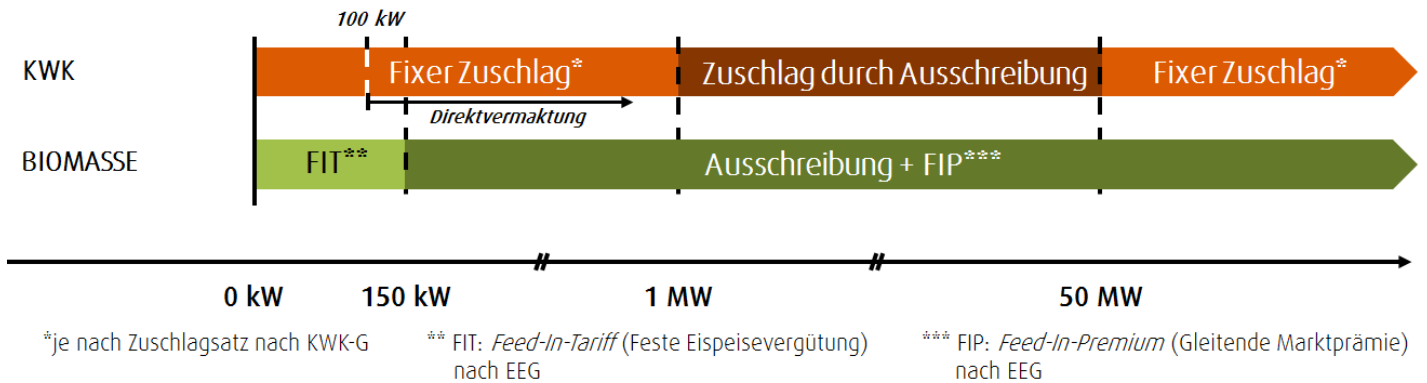 100 kW
KWK
Fixer Zuschlag*
Zuschlag durch Ausschreibung
Fixer Zuschlag*
Direktvermaktung
BIOMASSE
FIT**
Ausschreibung + FIP***
0 kW
150 kW
1 MW
50 MW
*je nach Zuschlagsatz nach KWK-G
** FIT: Feed-In-Tariff (Feste Eispeisevergütung)
nach EEG
*** FIP: Feed-In-Premium (Gleitende Marktprämie)
nach EEG